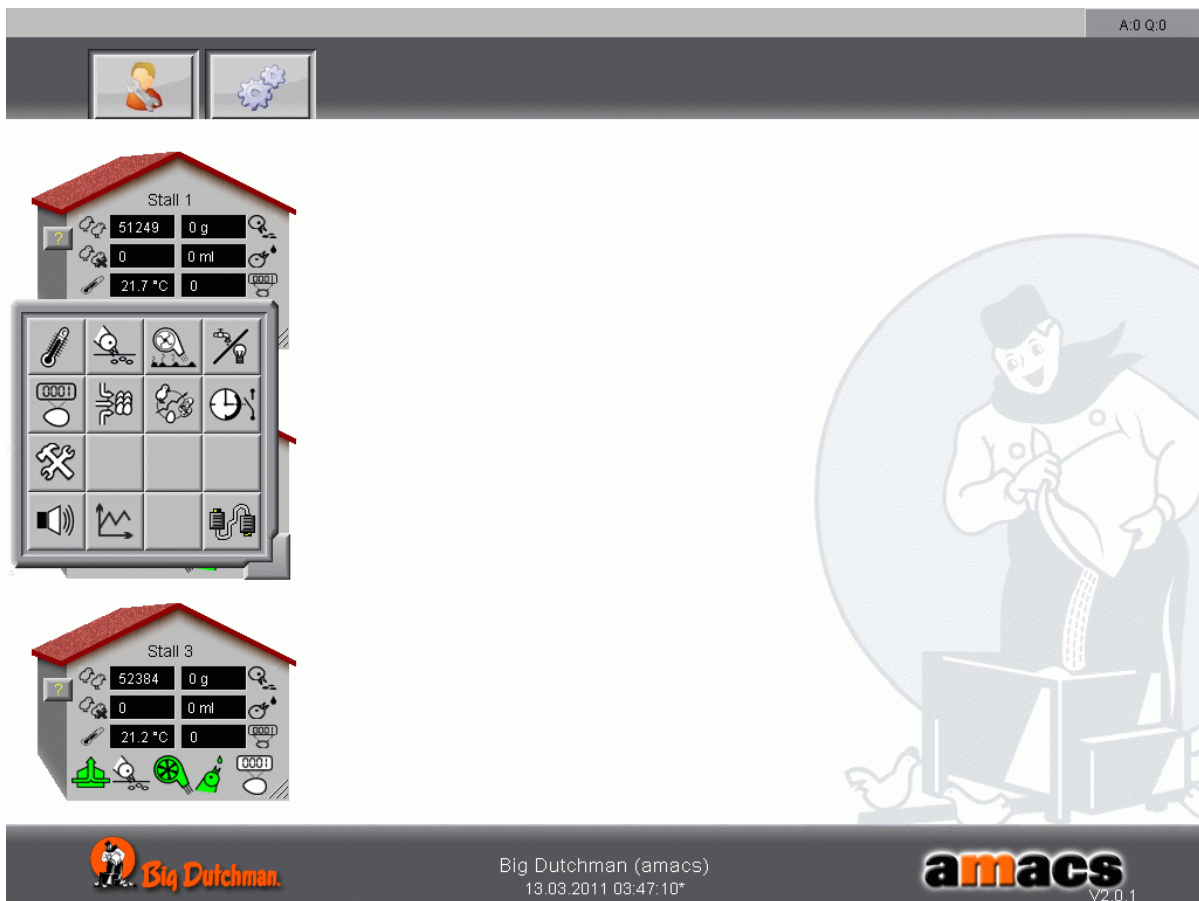 A:0 Q:0
Stall 1
51249 0 g
?
0 0 ml
21.7 °C 0 0001
0001
Stall 3
52384 0 g
?
0 0 ml
21.2 °C 0 0001
0001
Big Dutchman.
Big Dutchman (amacs)
13.03.2011 03:47:10*
amacs
V2.0.1